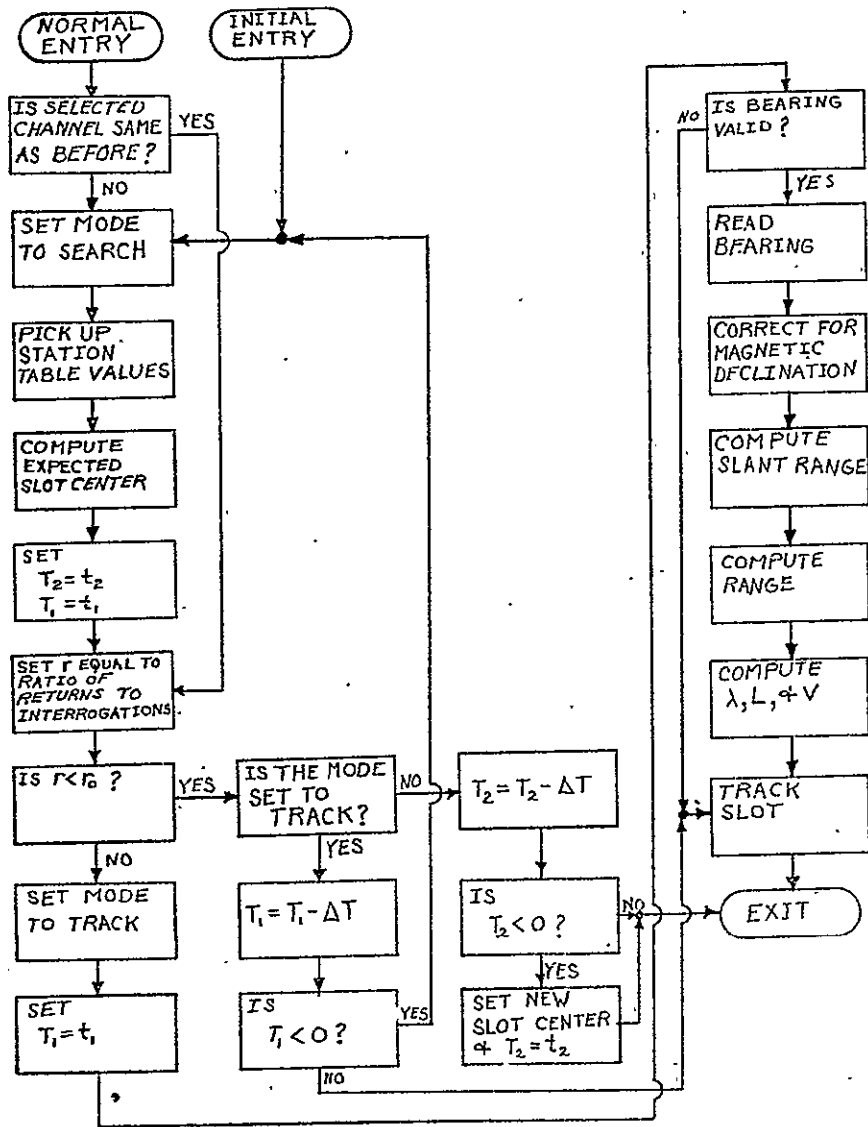 NORMAL
ENTRY
INITIAL
ENTRY
IS SELECTED
CHANNEL SAME
AS BEFORE?
YES
NO
SET MODE
TO SEARCH
PICK UP
STATION
TABLE VALUES
COMPUTE
EXPECTED
SLOT CENTER
SET
T₂ = t₂
T₁ = t₁
SET r EQUAL TO
RATIO OF
RETURNS TO
INTERROGATIONS
IS r < r₀ ?
YES
NO
SET MODE
TO TRACK
SET
T₁ = t₁
IS THE MODE
SET TO
TRACK?
NO
YES
T₁ = T₁ - ΔT
IS
T₁ < 0 ?
YES
NO
T₂ = T₂ - ΔT
IS
T₂ < 0 ?
NO
YES
SET NEW
SLOT CENTER
& T₂ = t₂
IS BEARING
VALID?
NO
YES
READ
BEARING
CORRECT FOR
MAGNETIC
DECLINATION
COMPUTE
SLANT RANGE
COMPUTE
RANGE
COMPUTE
λ, L, & V
TRACK
SLOT
EXIT